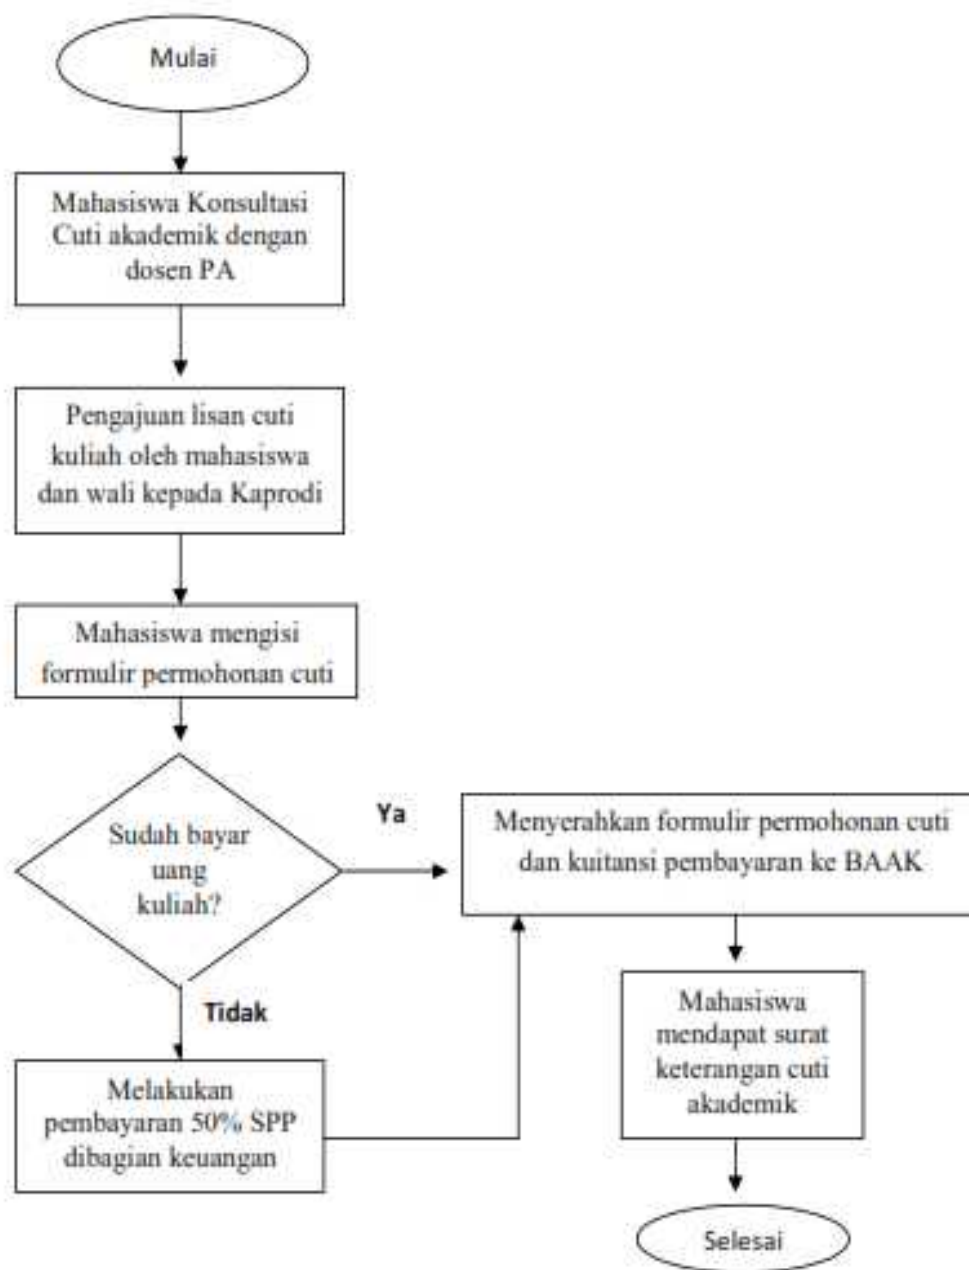 Mulai
Mahasiswa Konsultasi
Cuti akademik dengan
dosen PA
Pengajuan lisan cuti
kuliah oleh mahasiswa
dan wali kepada Kaprodi
Mahasiswa mengisi
formulir permohonan cuti
Sudah bayar
uang
kuliah?
Ya
Menyerahkan formulir permohonan cuti
dan kuitansi pembayaran ke BAAK
Tidak
Melakukan
pembayaran 50% SPP
dibagian keuangan
Mahasiswa
mendapat surat
keterangan cuti
akademik
Selesai